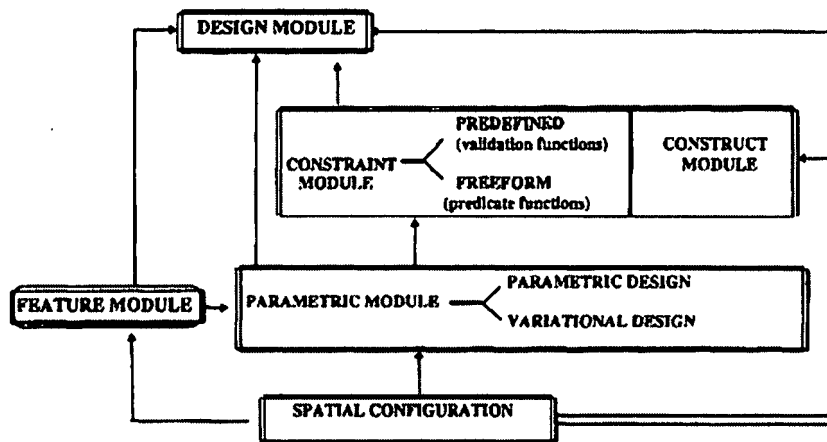 DESIGN MODULE
PREDEFINED
(validation functions)
CONSTRAINT
MODULE
FREEFORM
(predicate functions)
CONSTRUCT
MODULE
FEATURE MODULE
PARAMETRIC MODULE
PARAMETRIC DESIGN
VARIATIONAL DESIGN
SPATIAL CONFIGURATION